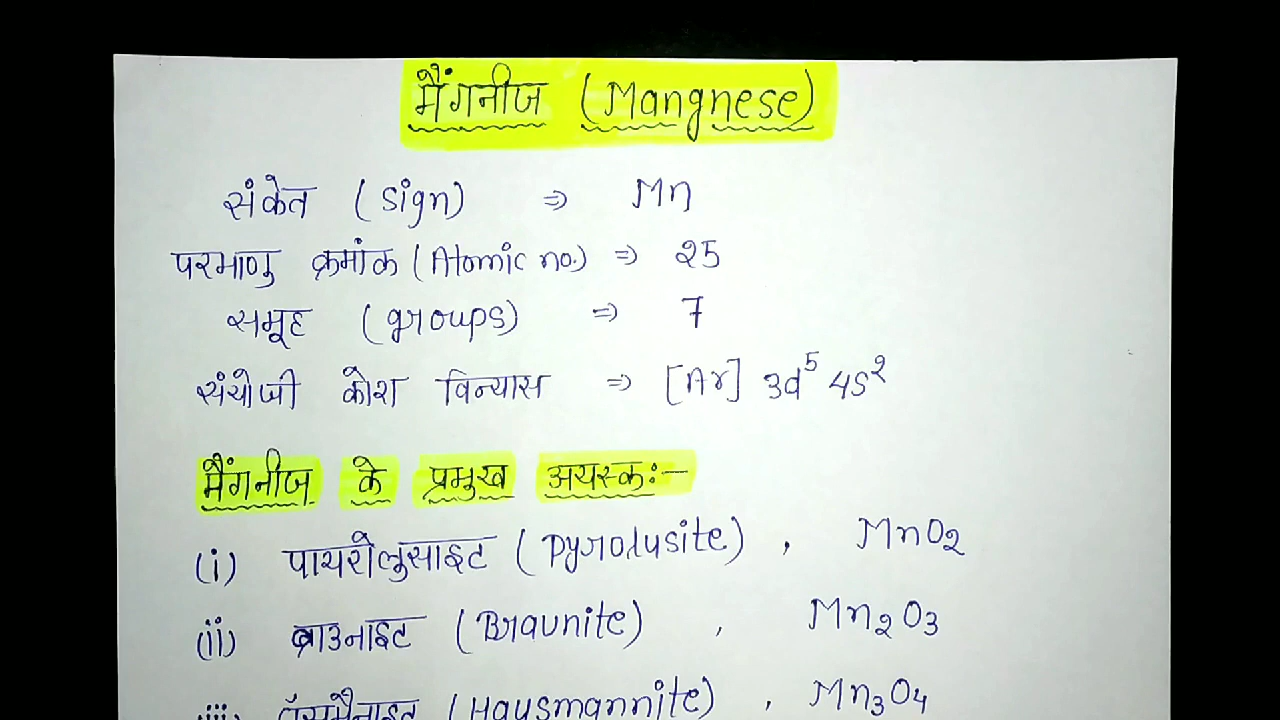 मैंगनीज (Mangnese)
संकेत (sign) ⇒ Mn
परमाणु क्रमांक (Atomic no.) ⇒ 25
समूह (groups) ⇒ 7
संयोजी कोश विन्यास ⇒ [Ar] 3d⁵ 4s²
मैंगनीज के प्रमुख अयस्क:-
(i) पायरोलुसाइट (Pyrolusite) , MnO₂
(ii) ब्राउनाइट (Braunite) , Mn₂O₃
(iii) (Hausmannite) , Mn₃O₄